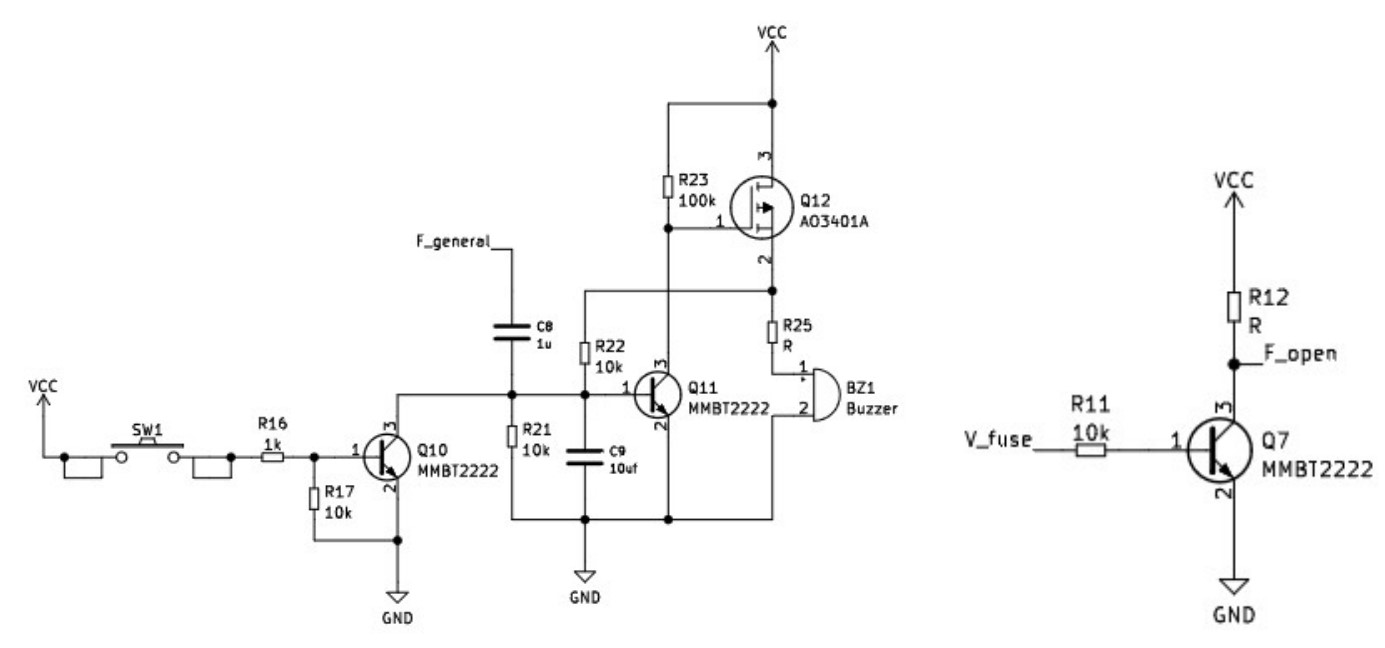 VCC
SW1
R16
1k
R17
10k
1
3
2
Q10
MMBT2222
GND
F_general
C8
1u
R21
10k
R22
10k
C9
10uf
GND
1
3
2
Q11
MMBT2222
R23
100k
VCC
3
1
2
Q12
AO3401A
R25
R
1
2
BZ1
Buzzer
VCC
R12
R
F_open
V_fuse
R11
10k
1
3
2
Q7
MMBT2222
GND